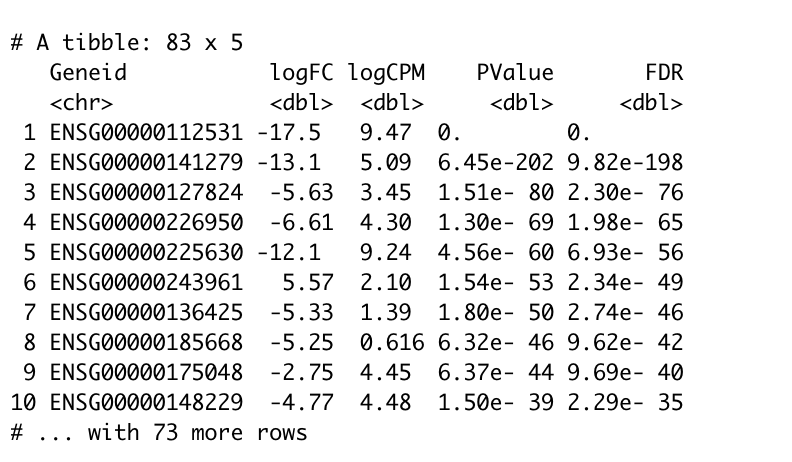 # A tibble: 83 x 5
   Geneid           logFC logCPM    PValue       FDR
   <chr>            <dbl>  <dbl>     <dbl>     <dbl>
 1 ENSG00000112531 -17.5   9.47  0.        0.
 2 ENSG00000141279 -13.1   5.09  6.45e-202 9.82e-198
 3 ENSG00000127824  -5.63  3.45  1.51e- 80 2.30e- 76
 4 ENSG00000226950  -6.61  4.30  1.30e- 69 1.98e- 65
 5 ENSG00000225630 -12.1   9.24  4.56e- 60 6.93e- 56
 6 ENSG00000243961   5.57  2.10  1.54e- 53 2.34e- 49
 7 ENSG00000136425  -5.33  1.39  1.80e- 50 2.74e- 46
 8 ENSG00000185668  -5.25  0.616 6.32e- 46 9.62e- 42
 9 ENSG00000175048  -2.75  4.45  6.37e- 44 9.69e- 40
10 ENSG00000148229  -4.77  4.48  1.50e- 39 2.29e- 35
# ... with 73 more rows